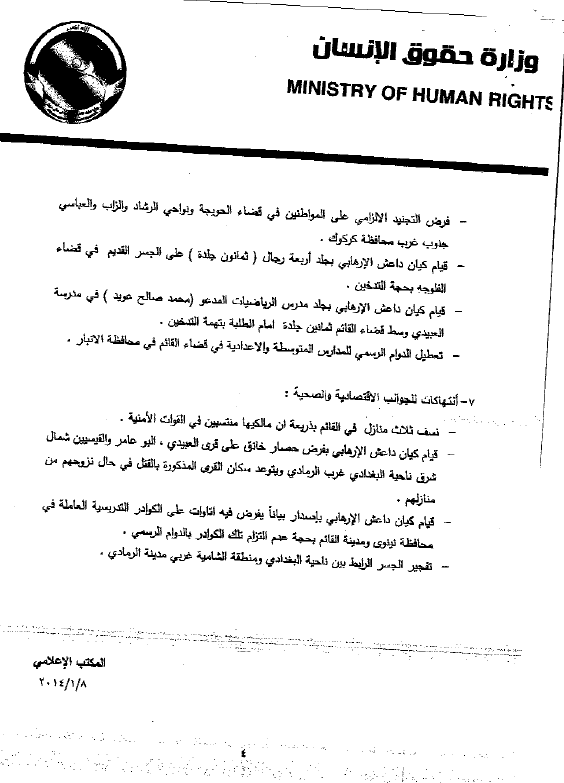 وزارة حقوق الإنسان
MINISTRY OF HUMAN RIGHTS
- فرض التجنيد الالزامي على المواطنين في قضاء الحويجة ونواحي الرشاد والزاب والعباسي
جنوب غرب محافظة كركوك .
- قيام كيان داعش الإرهابي بجلد أربعة رجال ( ثمانون جلدة ) على الجسر القديم في قضاء
الفلوجه بحجة التدخين .
- قيام كيان داعش الإرهابي بجلد مدرس الرياضيات المدعو (محمد صالح عويد ) في مدرسة
العبيدي وسط قضاء القائم ثمانين جلدة امام الطلبة بتهمة التدخين .
- تعطيل الدوام الرسمي للمدارس المتوسطة والاعدادية في قضاء القائم في محافظة الانبار .
٧- أنتهاكات للجوانب الاقتصادية والصحية :
- نسف ثلاث منازل في القائم بذريعة ان مالكيها منتسبين في القوات الأمنية .
- قيام كيان داعش الإرهابي بفرض حصار خانق على قرى العبيدي ، البو عامر والقيسيين شمال
شرق ناحية البغدادي غرب الرمادي ويتوعد سكان القرى المذكورة بالقتل في حال نزوحهم من
منازلهم .
- قيام كيان داعش الإرهابي بإصدار بياناً يفرض فيه اتاوات على الكوادر التدريسية العاملة في
محافظة نينوى ومدينة القائم بحجة عدم التزام تلك الكوادر بالدوام الرسمي .
- تفجير الجسر الرابط بين ناحية البغدادي ومنطقة الشامية غربي مدينة الرمادي .
المكتب الإعلامي
٢٠١٤/١/٨
٤